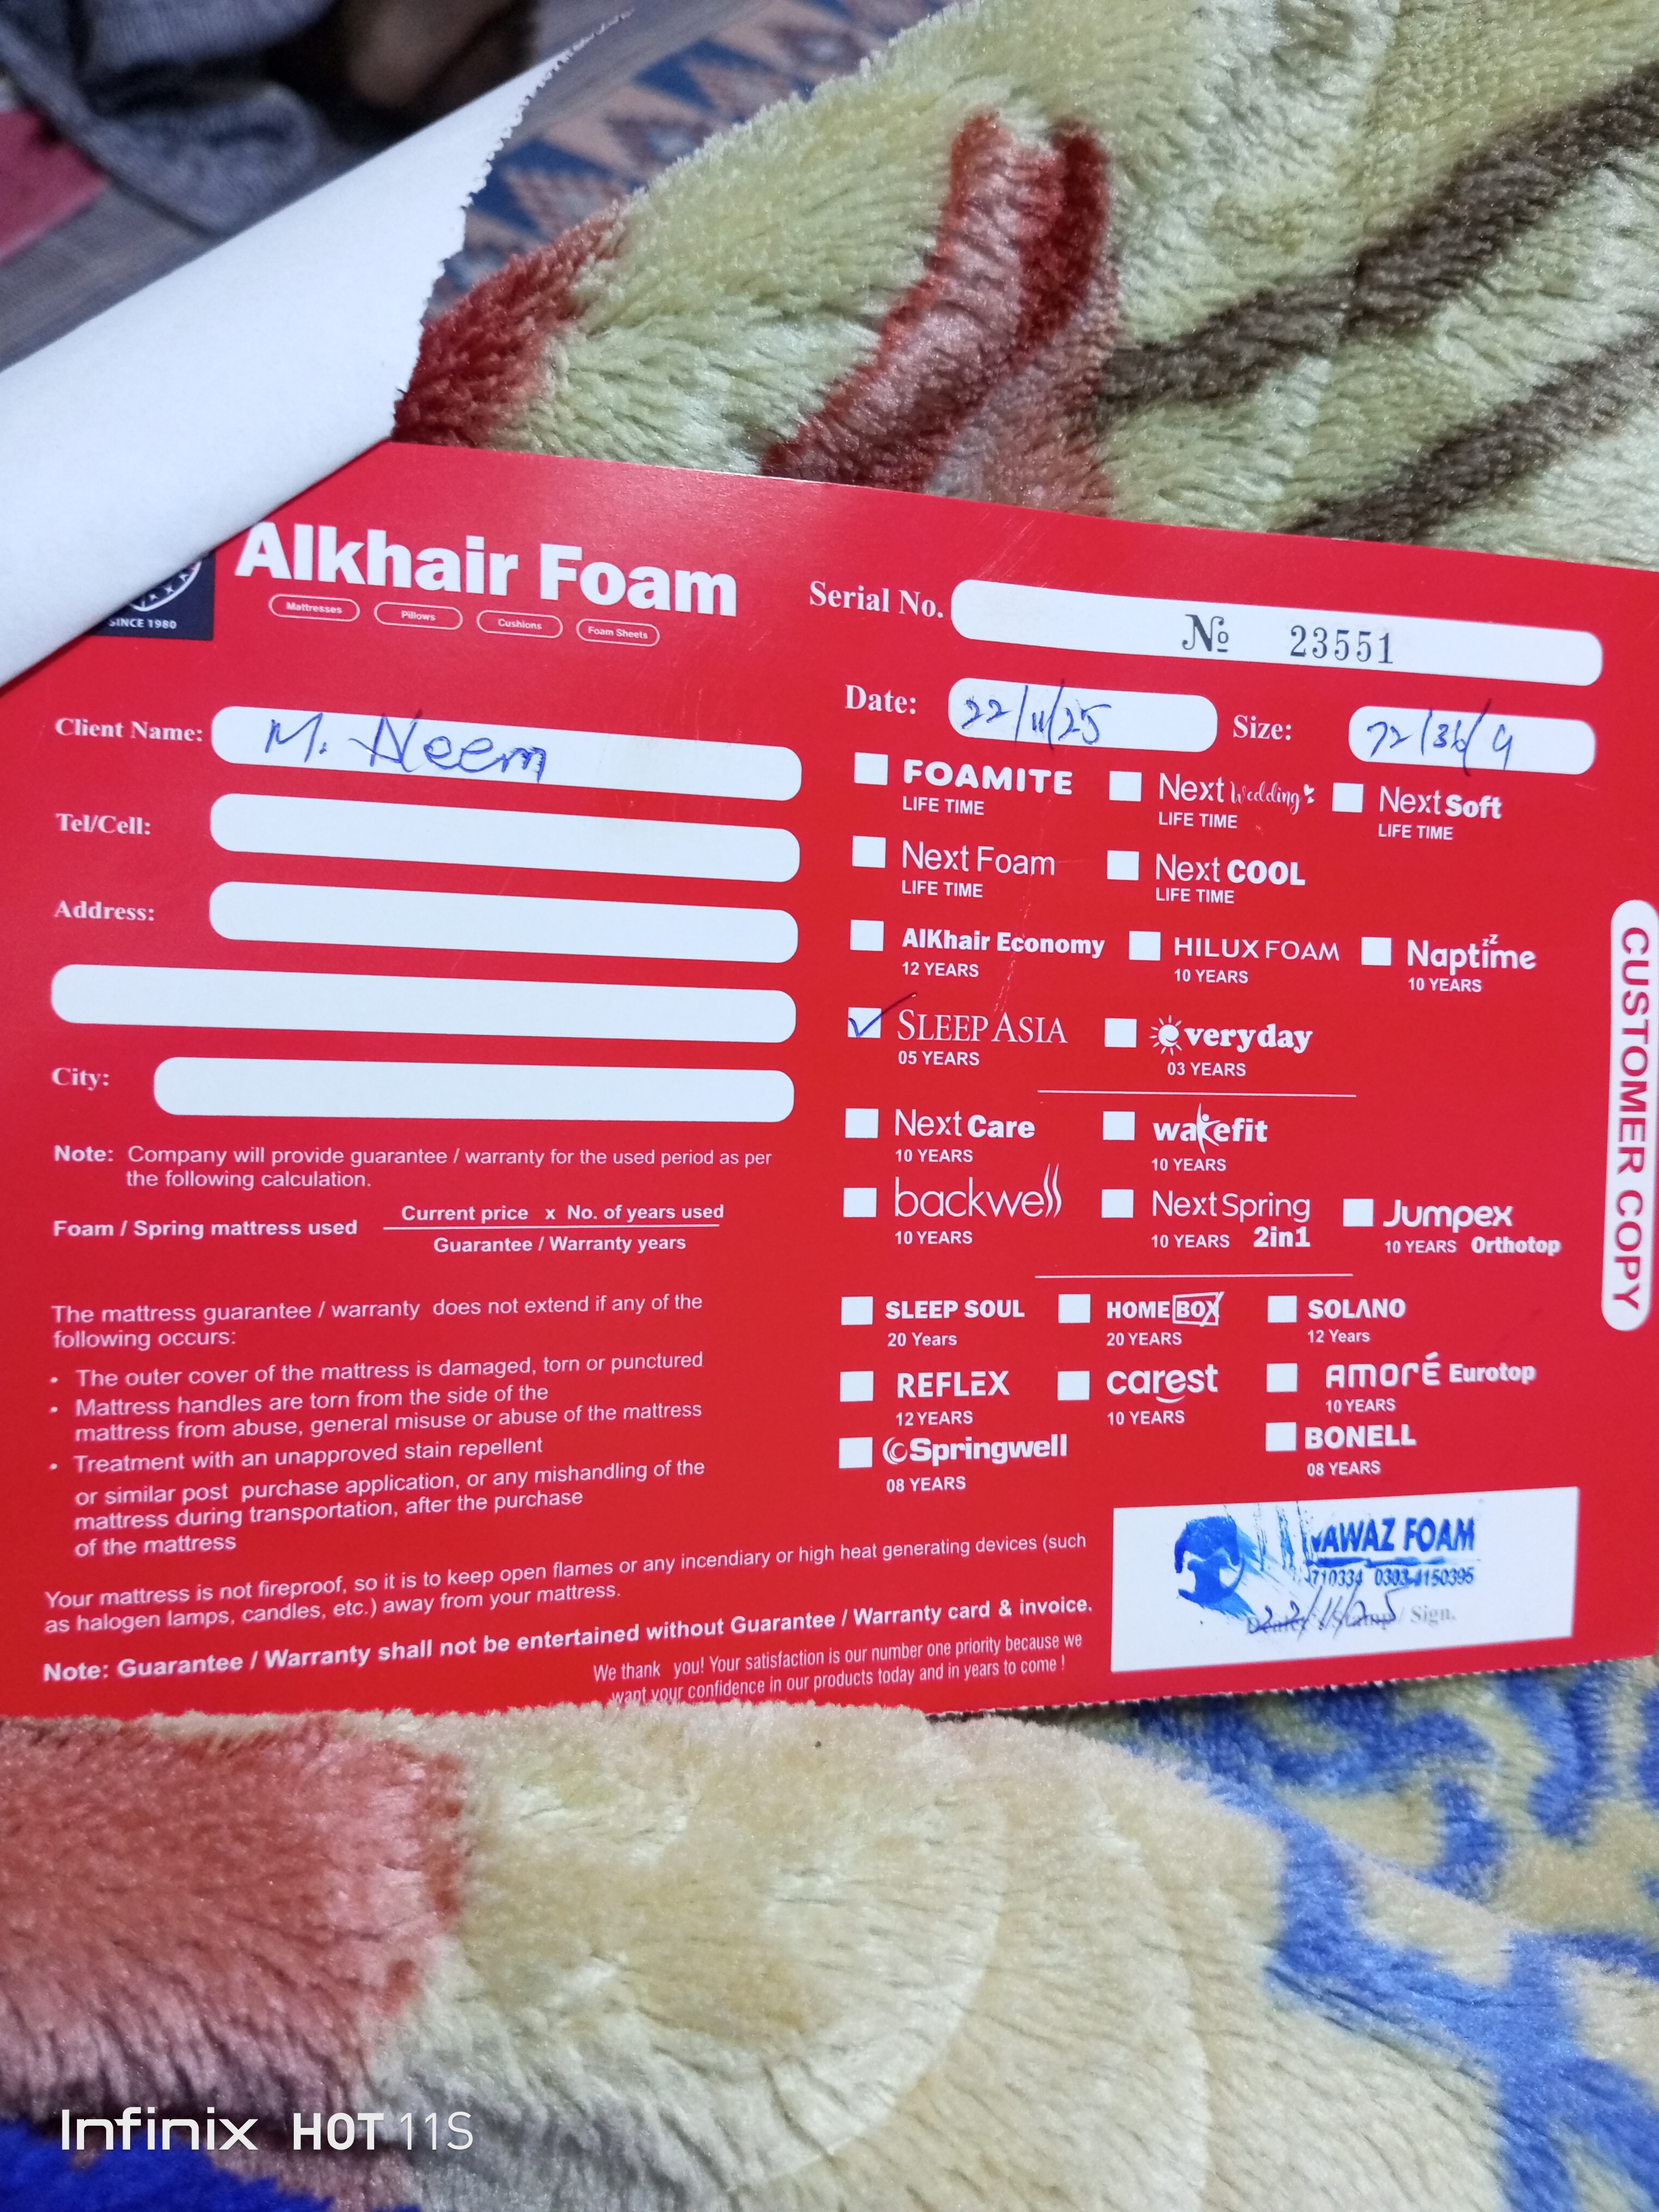 Alkhair Foam
Mattresses Pillows Cushions Foam Sheets
SINCE 1980
Serial No. № 23551
Date: 22/11/25 Size: 72/36/
Client Name: M. Neem
Tel/Cell:
Address:
City:
FOAMITE
LIFE TIME
Next Wedding
LIFE TIME
Next Soft
LIFE TIME
Next Foam
LIFE TIME
Next COOL
LIFE TIME
AlKhair Economy
12 YEARS
HILUX FOAM
10 YEARS
Naptime zz
10 YEARS
SLEEP ASIA
05 YEARS
everyday
03 YEARS
Next Care
10 YEARS
wakefit
10 YEARS
backwell
10 YEARS
Next Spring
10 YEARS 2in1
Jumpex
10 YEARS Orthotop
SLEEP SOUL
20 Years
HOME BOX
20 YEARS
SOLANO
12 Years
REFLEX
12 YEARS
carest
10 YEARS
AMORÉ Eurotop
10 YEARS
Springwell
08 YEARS
BONELL
08 YEARS
CUSTOMER COPY
Note: Company will provide guarantee / warranty for the used period as per
the following calculation.
Foam / Spring mattress used
Current price x No. of years used
Guarantee / Warranty years
The mattress guarantee / warranty does not extend if any of the
following occurs:
• The outer cover of the mattress is damaged, torn or punctured
• Mattress handles are torn from the side of the
mattress from abuse, general misuse or abuse of the mattress
• Treatment with an unapproved stain repellent
or similar post purchase application, or any mishandling of the
mattress during transportation, after the purchase
of the mattress
Your mattress is not fireproof, so it is to keep open flames or any incendiary or high heat generating devices (such
as halogen lamps, candles, etc.) away from your mattress.
Note: Guarantee / Warranty shall not be entertained without Guarantee / Warranty card & invoice.
We thank you! Your satisfaction is our number one priority because we
want your confidence in our products today and in years to come !
AWAZ FOAM
710334 0303-4150395
22/11/25
Dealer's Stamp / Sign.
Infinix HOT 11S